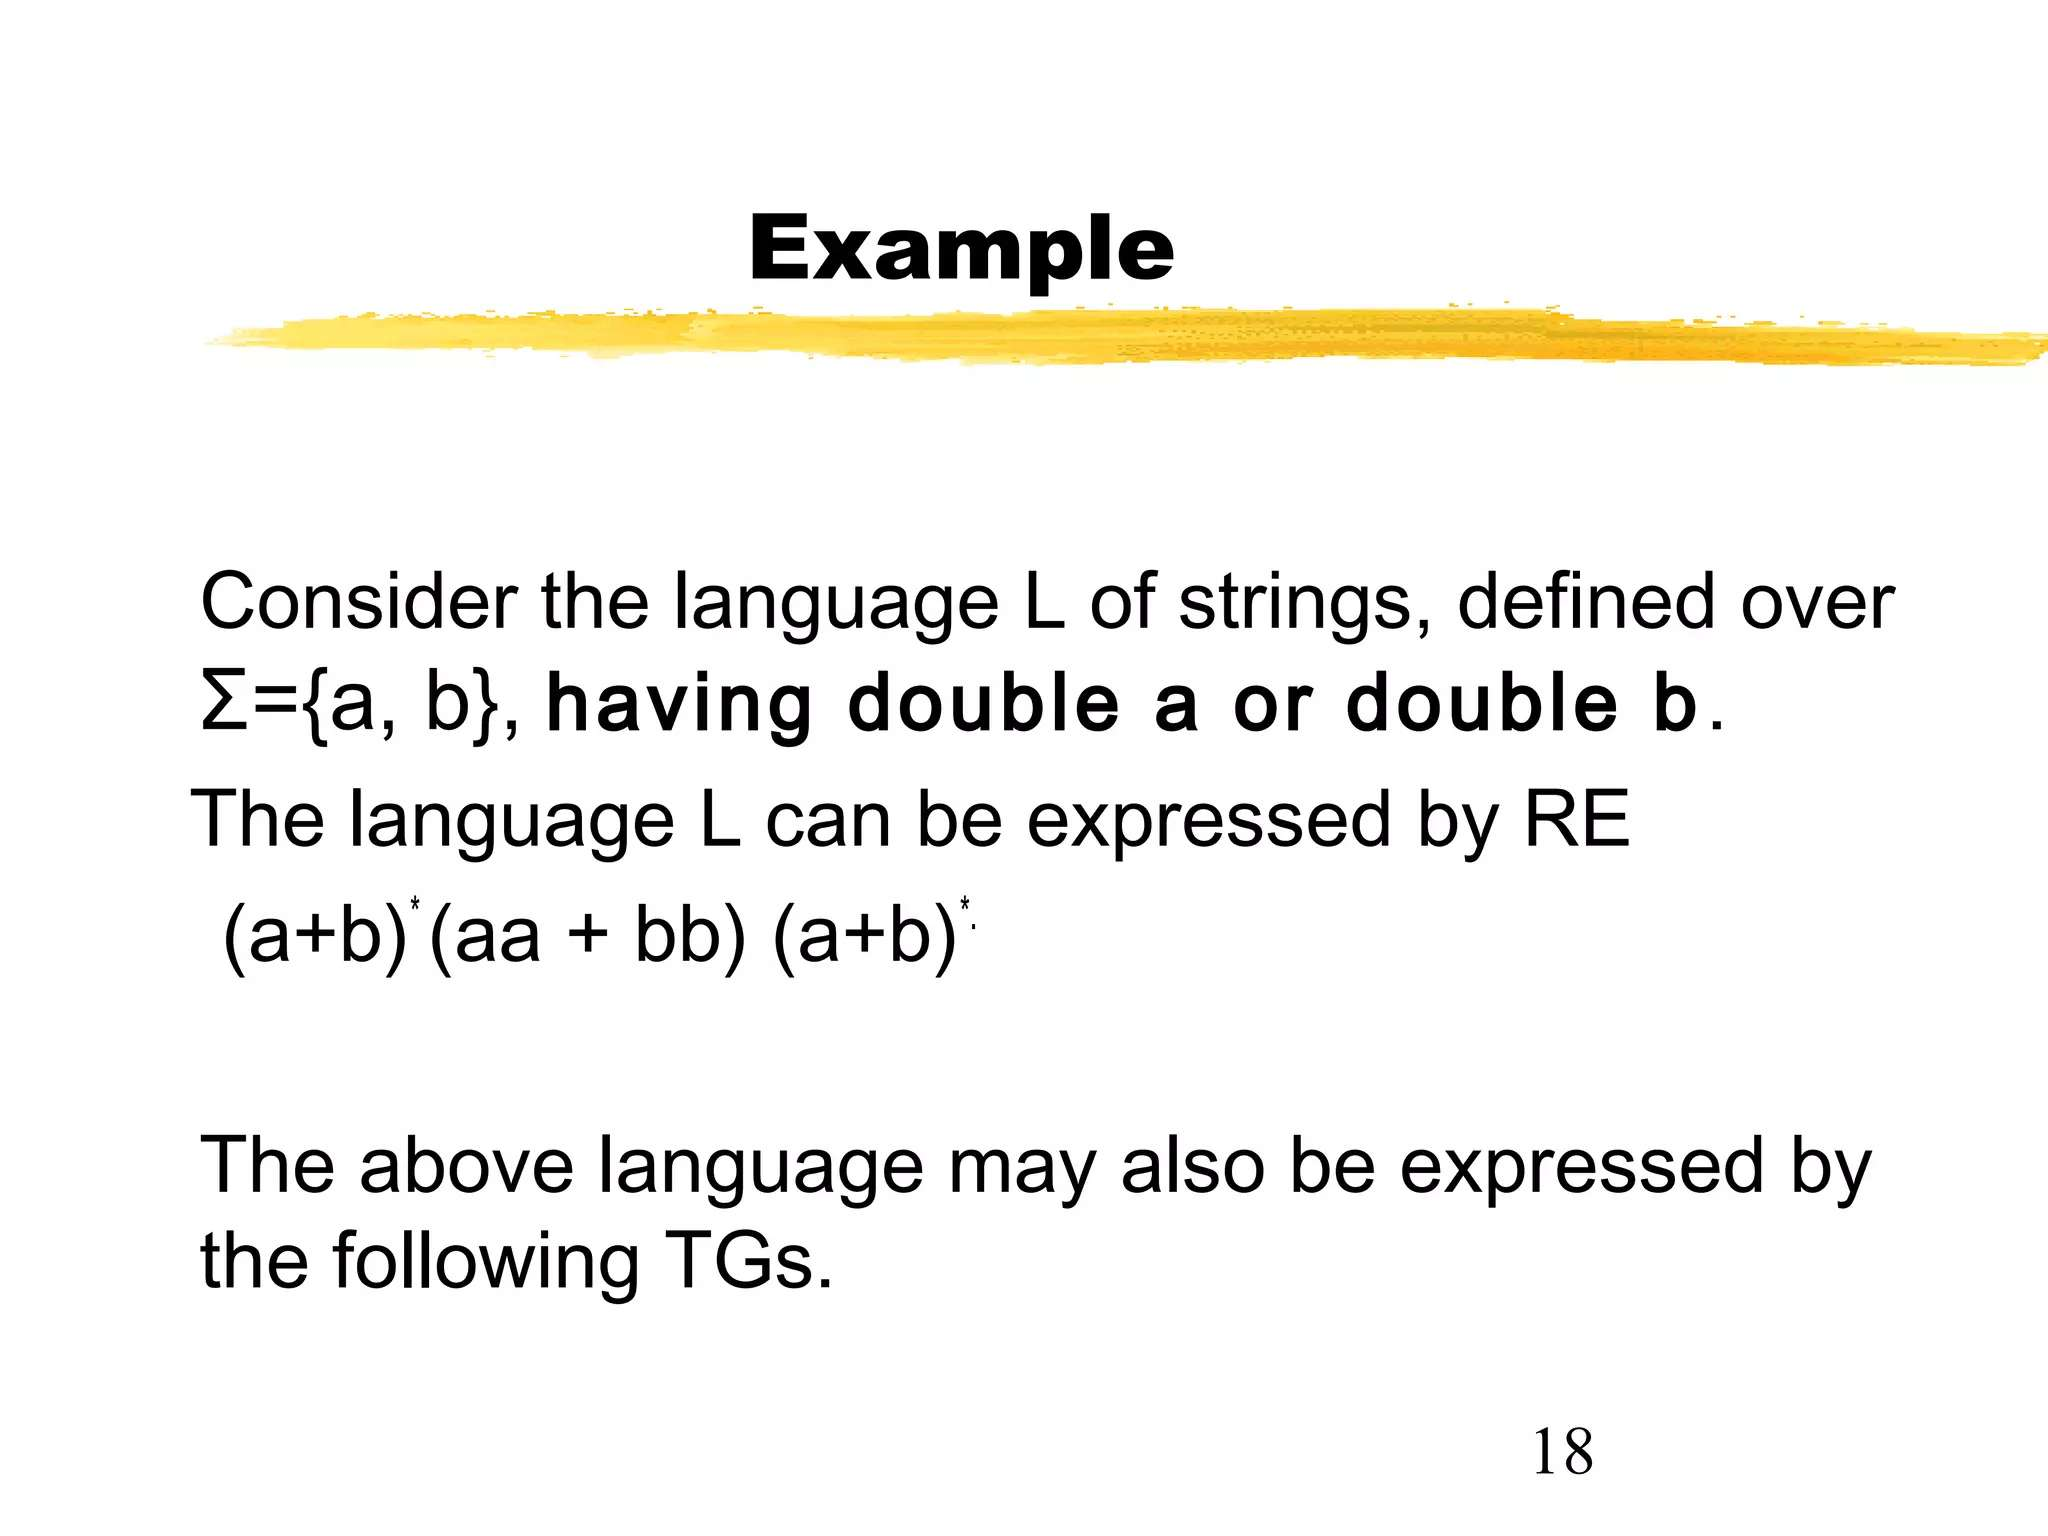 Example
Consider the language L of strings, defined over
Σ={a, b}, having double a or double b.
The language L can be expressed by RE
(a+b)*(aa + bb) (a+b)*.
The above language may also be expressed by
the following TGs.
18